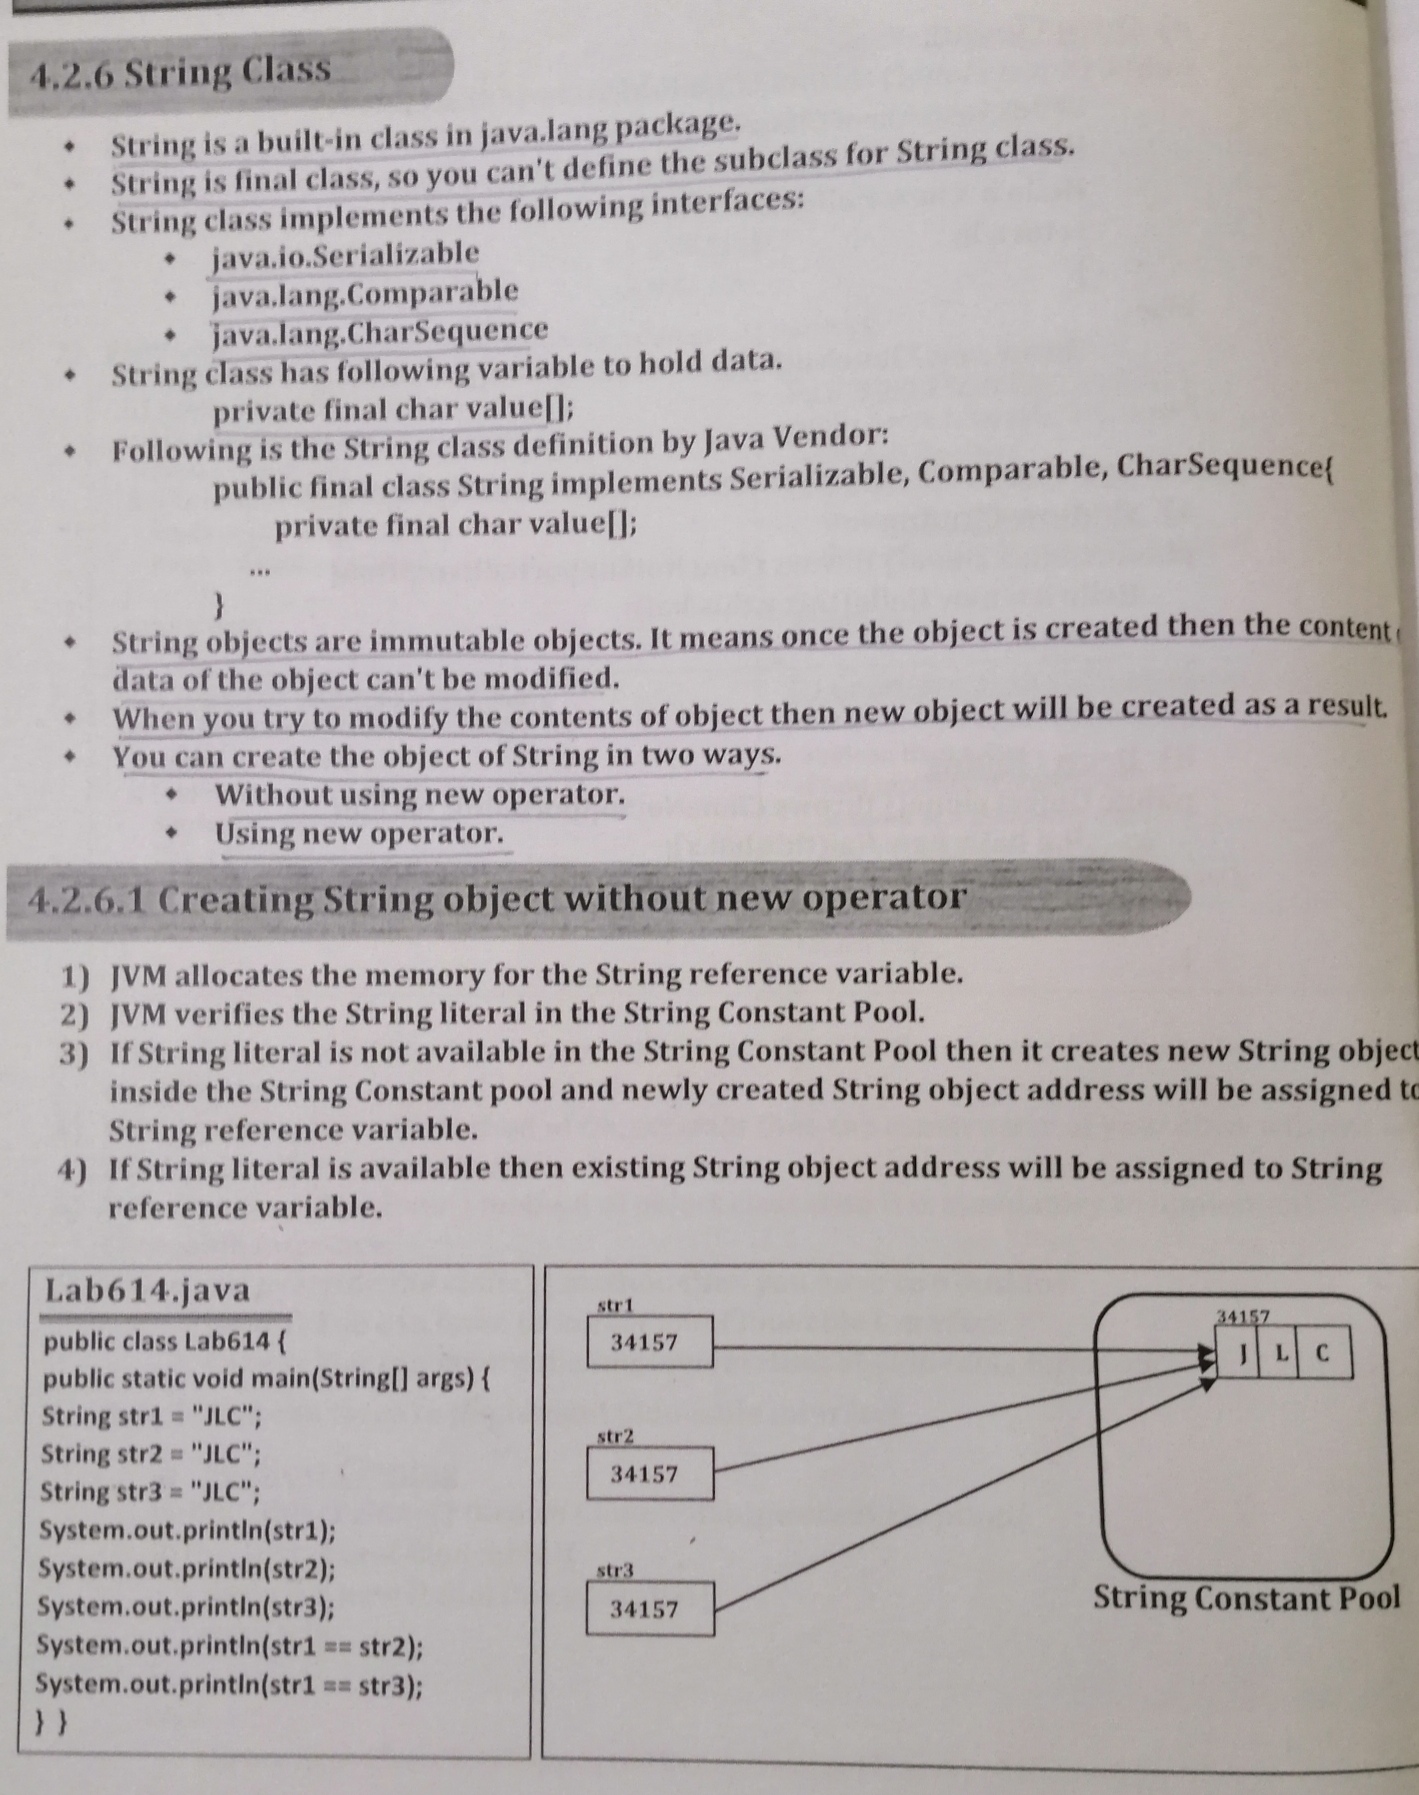 4.2.6 String Class
• String is a built-in class in java.lang package.
• String is final class, so you can't define the subclass for String class.
• String class implements the following interfaces:
• java.io.Serializable
• java.lang.Comparable
• java.lang.CharSequence
• String class has following variable to hold data.
private final char value[];
• Following is the String class definition by Java Vendor:
public final class String implements Serializable, Comparable, CharSequence{
private final char value[];
...
}
• String objects are immutable objects. It means once the object is created then the content
data of the object can't be modified.
• When you try to modify the contents of object then new object will be created as a result.
• You can create the object of String in two ways.
• Without using new operator.
• Using new operator.
4.2.6.1 Creating String object without new operator
1) JVM allocates the memory for the String reference variable.
2) JVM verifies the String literal in the String Constant Pool.
3) If String literal is not available in the String Constant Pool then it creates new String object
inside the String Constant pool and newly created String object address will be assigned to
String reference variable.
4) If String literal is available then existing String object address will be assigned to String
reference variable.
Lab614.java
public class Lab614 {
public static void main(String[] args) {
String str1 = "JLC";
String str2 = "JLC";
String str3 = "JLC";
System.out.println(str1);
System.out.println(str2);
System.out.println(str3);
System.out.println(str1 == str2);
System.out.println(str1 == str3);
} }
str1
34157
34157
J L C
str2
34157
str3
34157
String Constant Pool